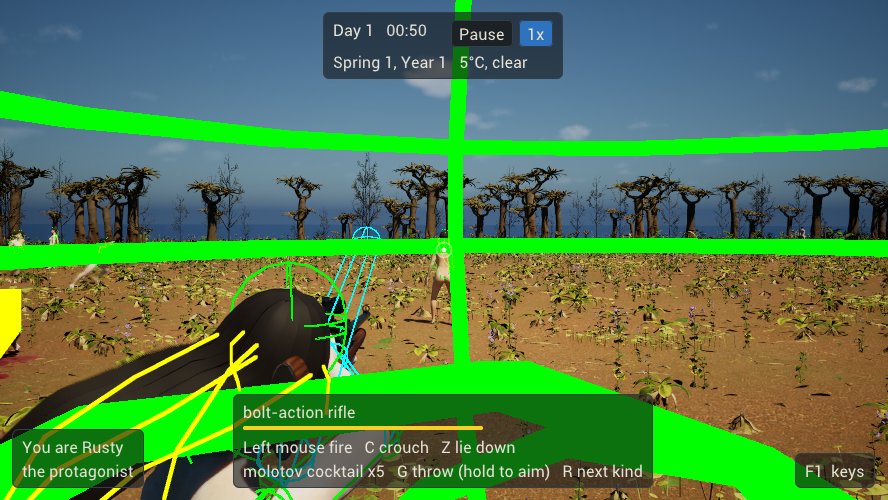 Day 1 00:50 Pause 1x
Spring 1, Year 1 5°C, clear
bolt-action rifle
Left mouse fire C crouch Z lie down
molotov cocktail x5 G throw (hold to aim) R next kind
You are Rusty
the protagonist
F1 keys